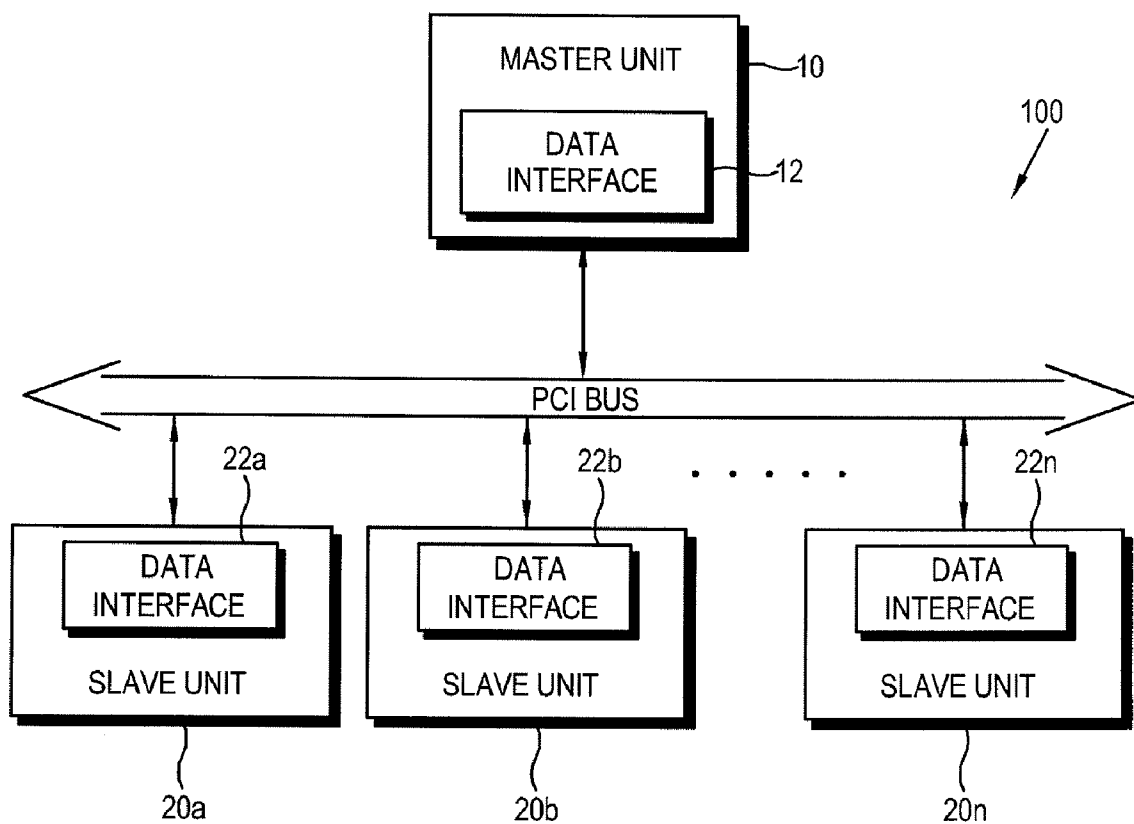 MASTER UNIT
10
DATA
INTERFACE
12
100
PCI BUS
22a
22b
22n
DATA
INTERFACE
SLAVE UNIT
DATA
INTERFACE
SLAVE UNIT
DATA
INTERFACE
SLAVE UNIT
20a
20b
20n